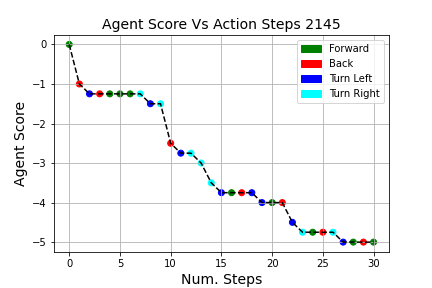 Agent Score Vs Action Steps 2145
Forward
Back
Turn Left
Turn Right
Agent Score
0
−1
−2
−3
−4
−5
0 5 10 15 20 25 30
Num. Steps